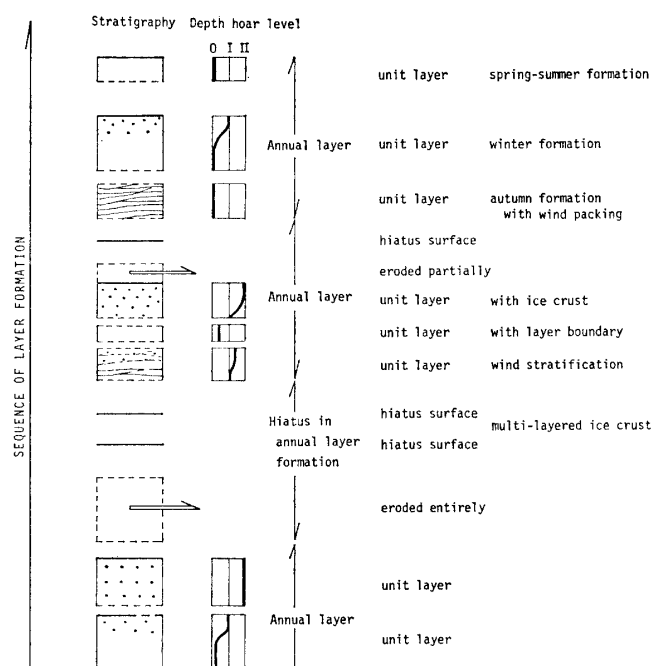 Stratigraphy Depth hoar level
0 I II
unit layer spring-summer formation
Annual layer unit layer winter formation
unit layer autumn formation
with wind packing
hiatus surface
eroded partially
Annual layer unit layer with ice crust
unit layer with layer boundary
unit layer wind stratification
Hiatus in
annual layer
formation
hiatus surface
hiatus surface
multi-layered ice crust
eroded entirely
unit layer
Annual layer
unit layer
SEQUENCE OF LAYER FORMATION